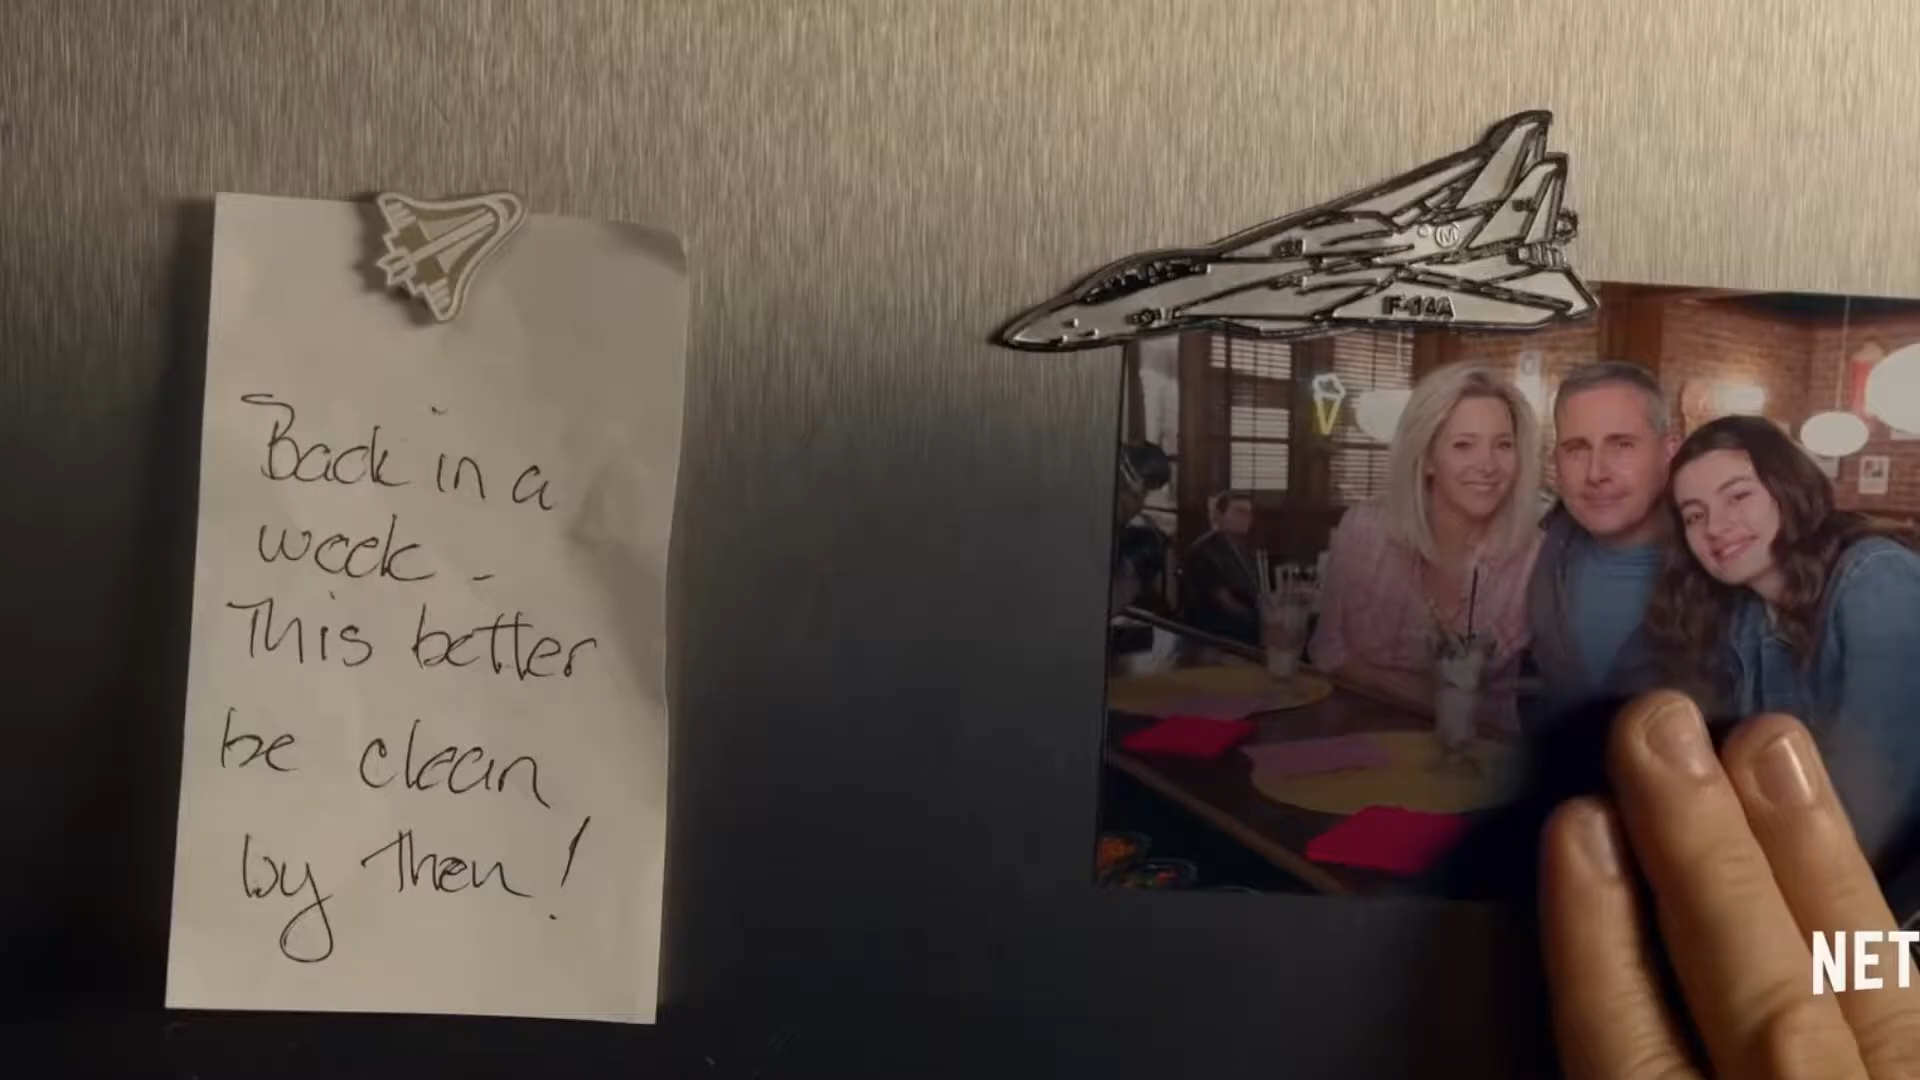 Back in a
week -
This better
be clean
by then!
F-14A
NET